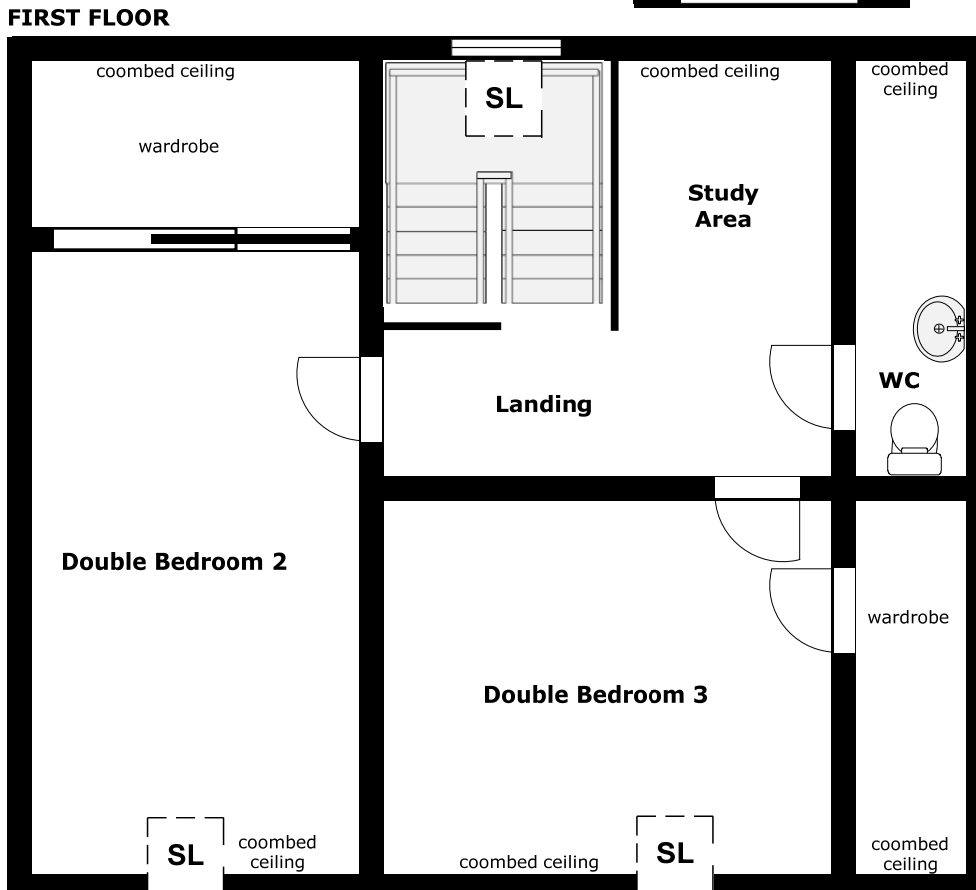 FIRST FLOOR
coombed ceiling
wardrobe
SL
coombed ceiling
Study
Area
coombed
ceiling
WC
Landing
Double Bedroom 2
SL
coombed
ceiling
Double Bedroom 3
coombed ceiling
SL
wardrobe
coombed
ceiling